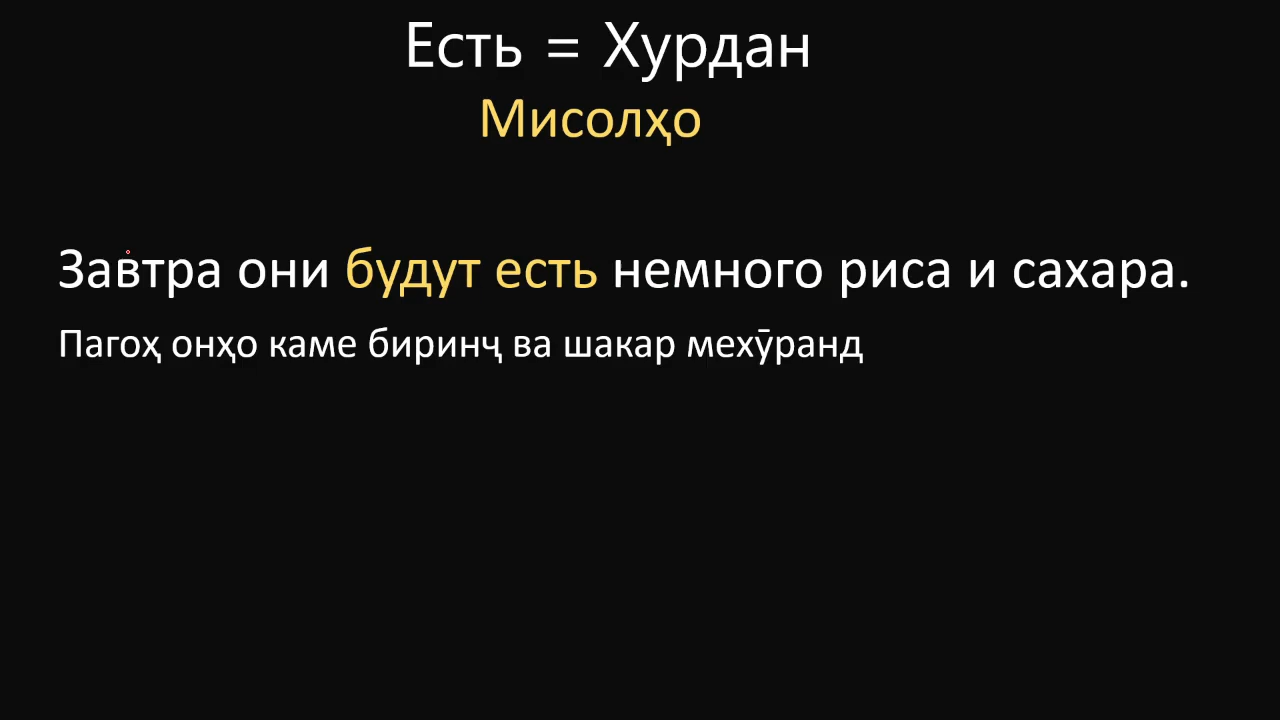 Есть = Хурдан
Мисолҳо
Завтра они будут есть немного риса и сахара.
Пагоҳ онҳо каме биринҷ ва шакар мехӯранд